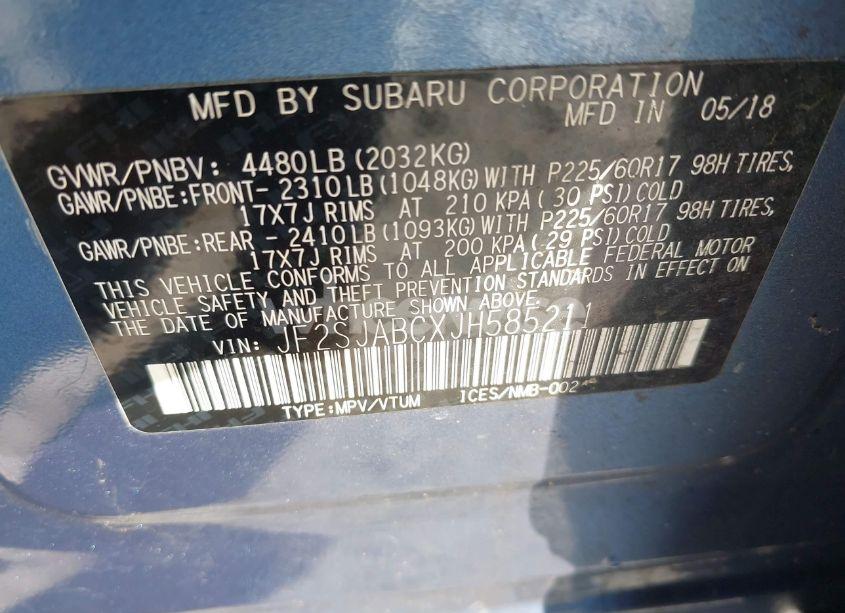 MFD BY SUBARU CORPORATION
MFD IN 05/18
GVWR/PNBV: 4480LB (2032KG)
GAWR/PNBE:FRONT- 2310LB (1048KG) WITH P225/60R17 98H TIRES,
17X7J RIMS AT 210 KPA ( 30 PSI) COLD
GAWR/PNBE:REAR - 2410LB (1093KG) WITH P225/60R17 98H TIRES,
17X7J RIMS AT 200 KPA ( 29 PSI) COLD
THIS VEHICLE CONFORMS TO ALL APPLICABLE FEDERAL MOTOR
VEHICLE SAFETY AND THEFT PREVENTION STANDARDS IN EFFECT ON
THE DATE OF MANUFACTURE SHOWN ABOVE.
VIN: JF2SJABCXJH585211
TYPE:MPV/VTUM ICES/NMB-002